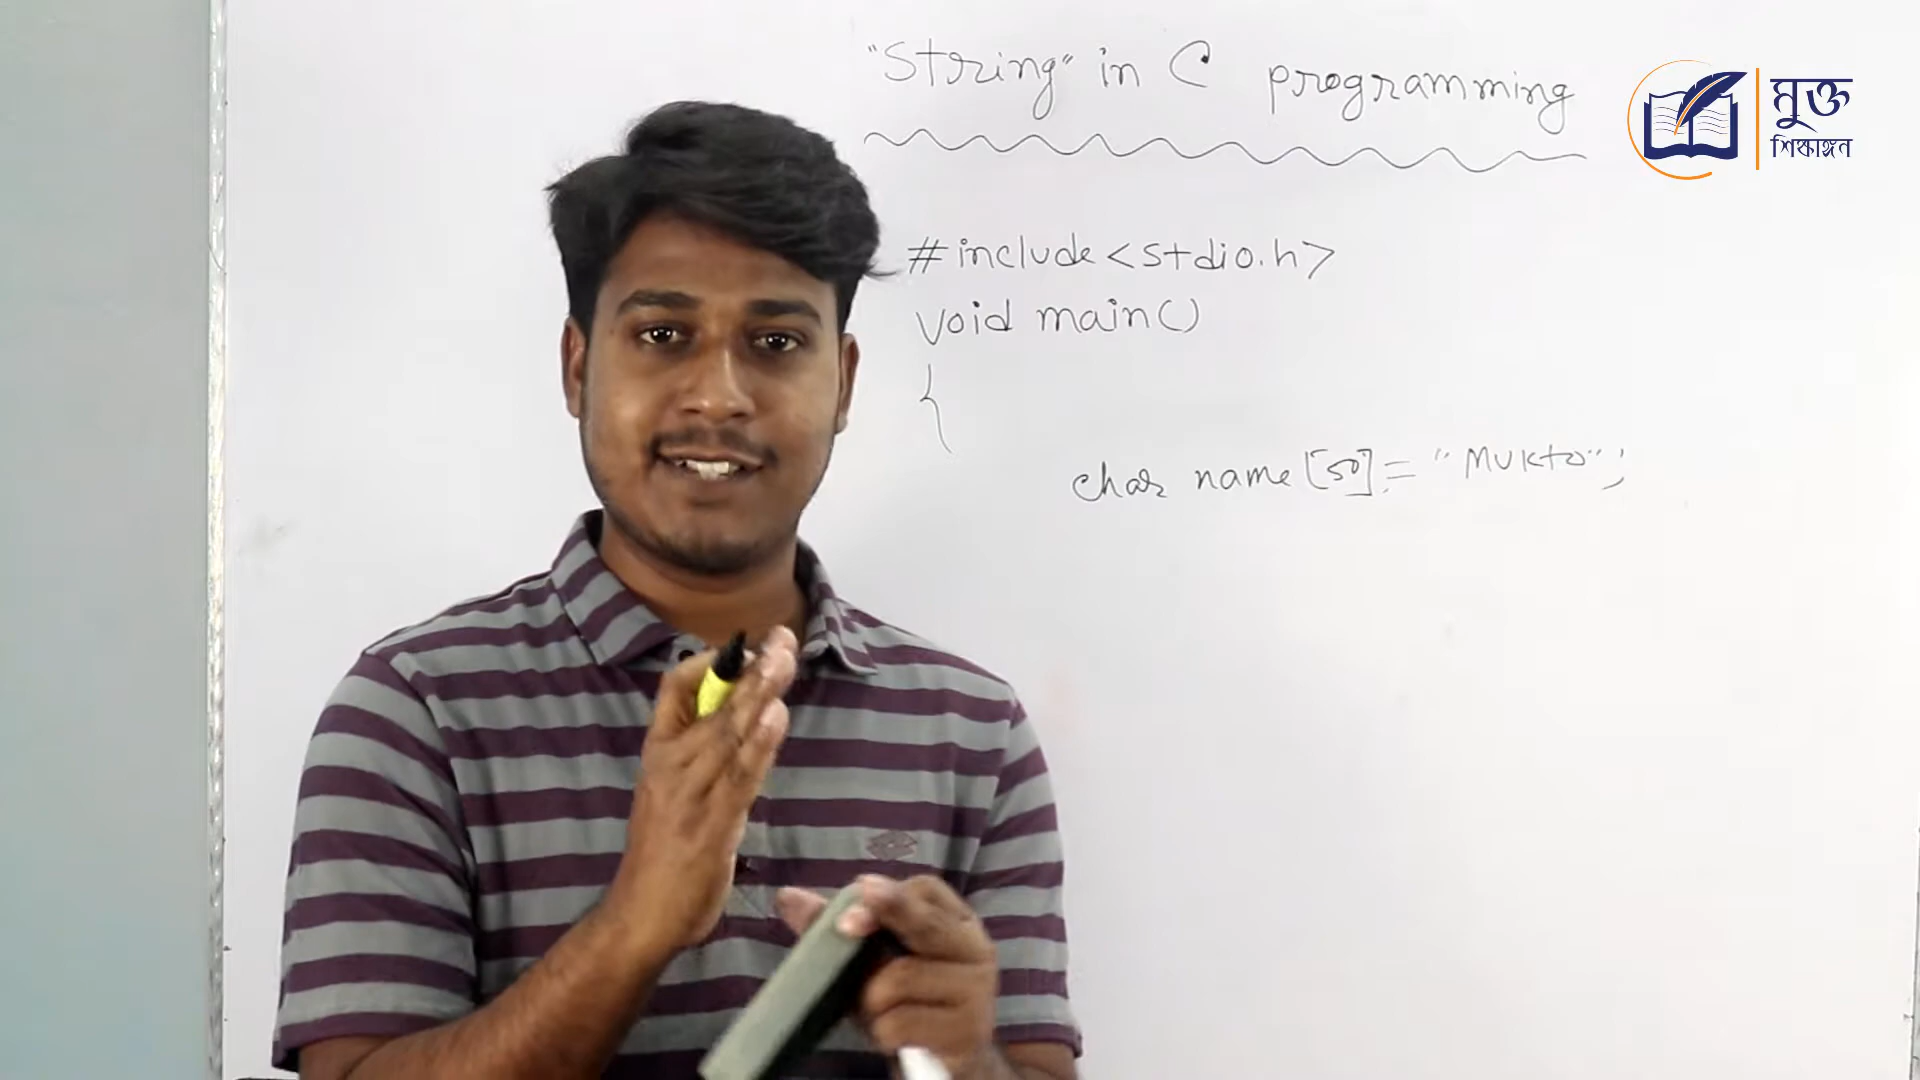 "String" in C programming
মুক্ত
শিক্ষাঙ্গন
#include<stdio.h>
void main()
{
char name[50]= "Mukto";